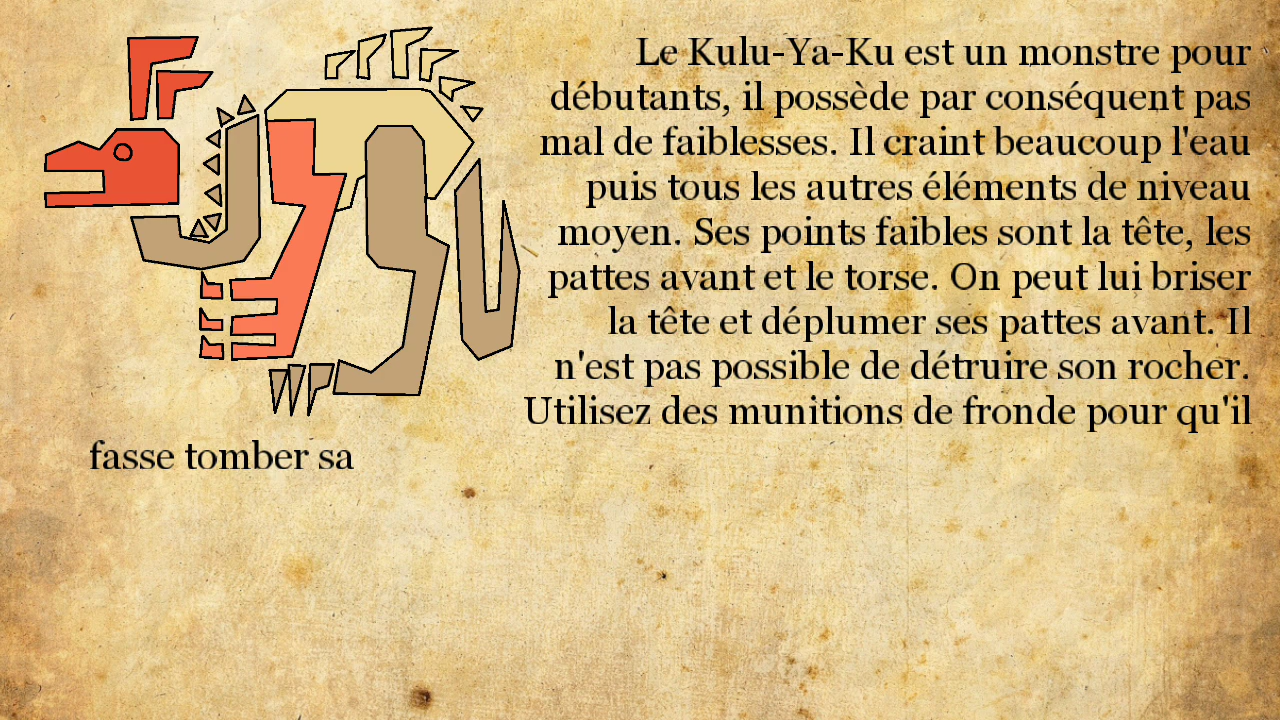 Le Kulu-Ya-Ku est un monstre pour
débutants, il possède par conséquent pas
mal de faiblesses. Il craint beaucoup l'eau
puis tous les autres éléments de niveau
moyen. Ses points faibles sont la tête, les
pattes avant et le torse. On peut lui briser
la tête et déplumer ses pattes avant. Il
n'est pas possible de détruire son rocher.
Utilisez des munitions de fronde pour qu'il
fasse tomber sa